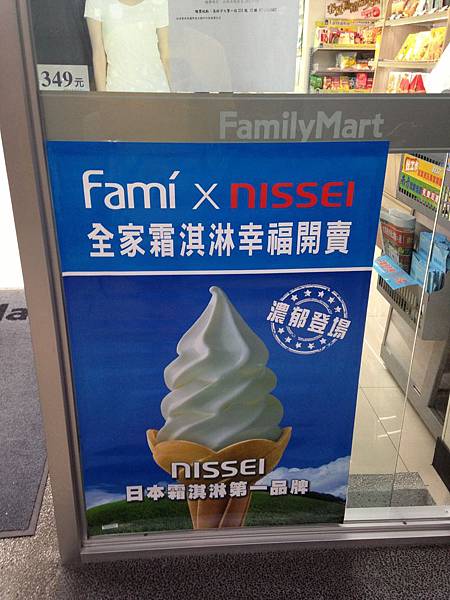 349元
FamilyMart
Famí x NISSEI
全家霜淇淋幸福開賣
濃郁登場
NISSEI
日本霜淇淋第一品牌